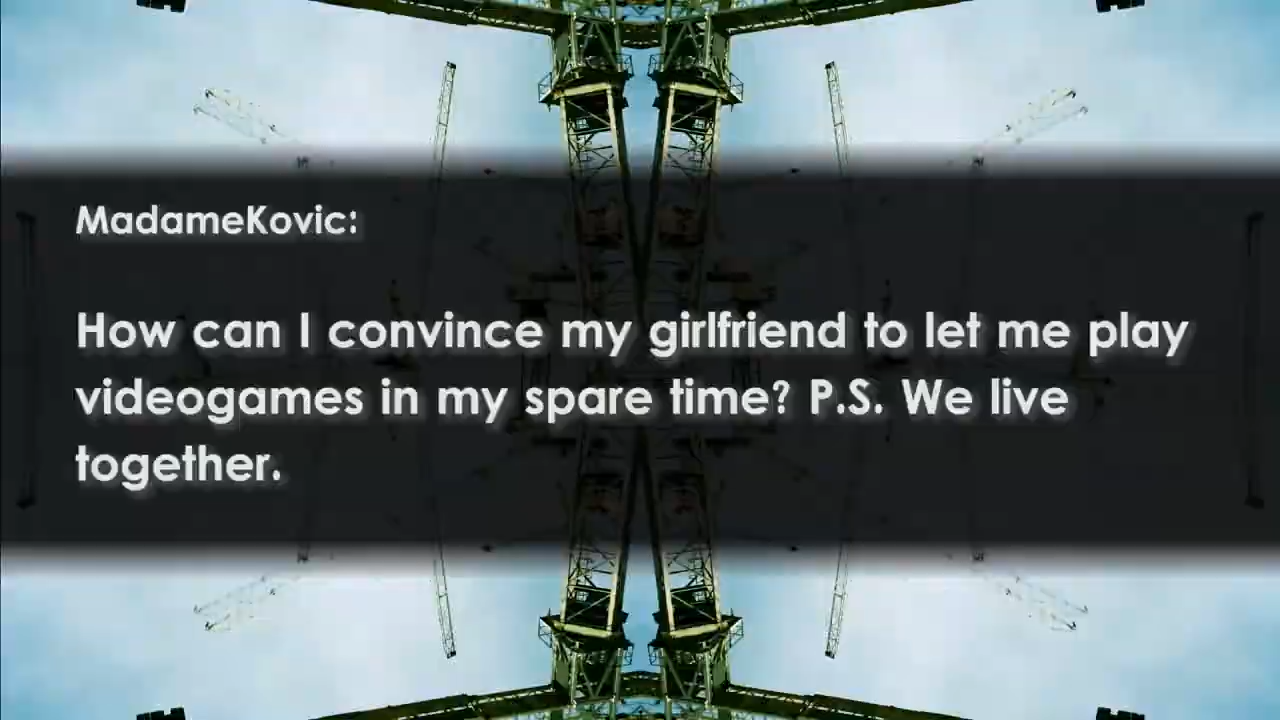 MadameKovic:
How can I convince my girlfriend to let me play
videogames in my spare time? P.S. We live
together.